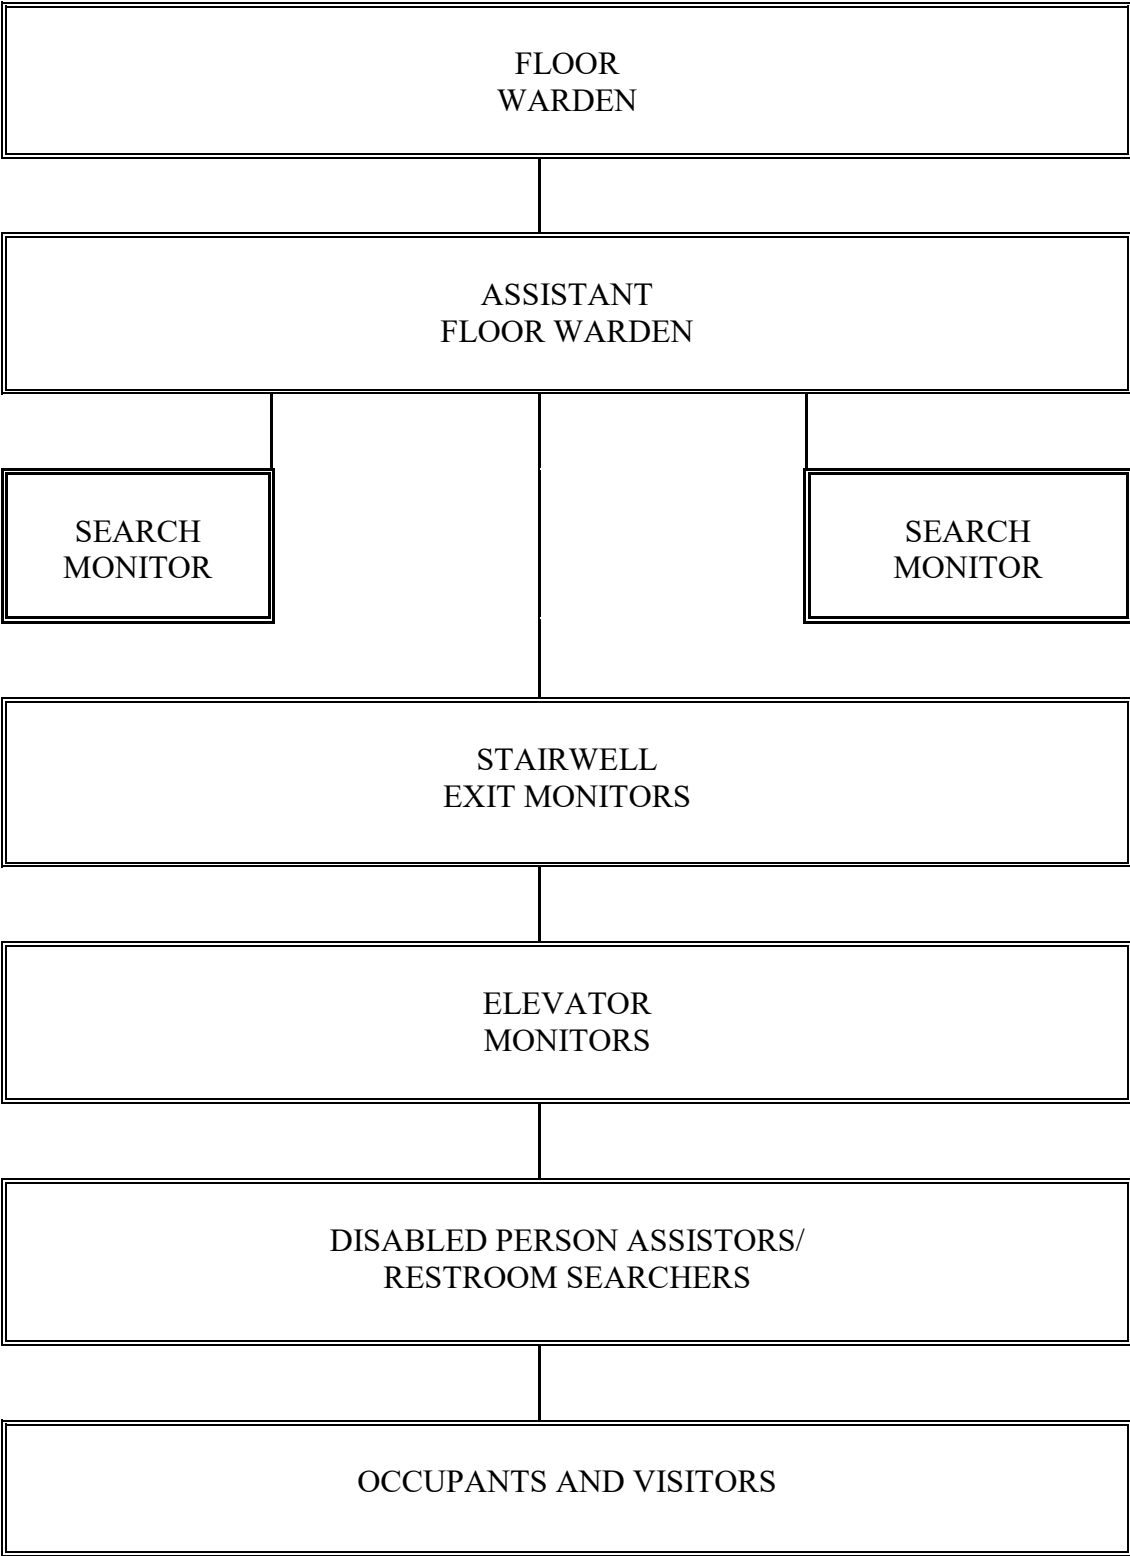 FLOOR
WARDEN
ASSISTANT
FLOOR WARDEN
SEARCH
MONITOR
SEARCH
MONITOR
STAIRWELL
EXIT MONITORS
ELEVATOR
MONITORS
DISABLED PERSON ASSISTORS/
RESTROOM SEARCHERS
OCCUPANTS AND VISITORS